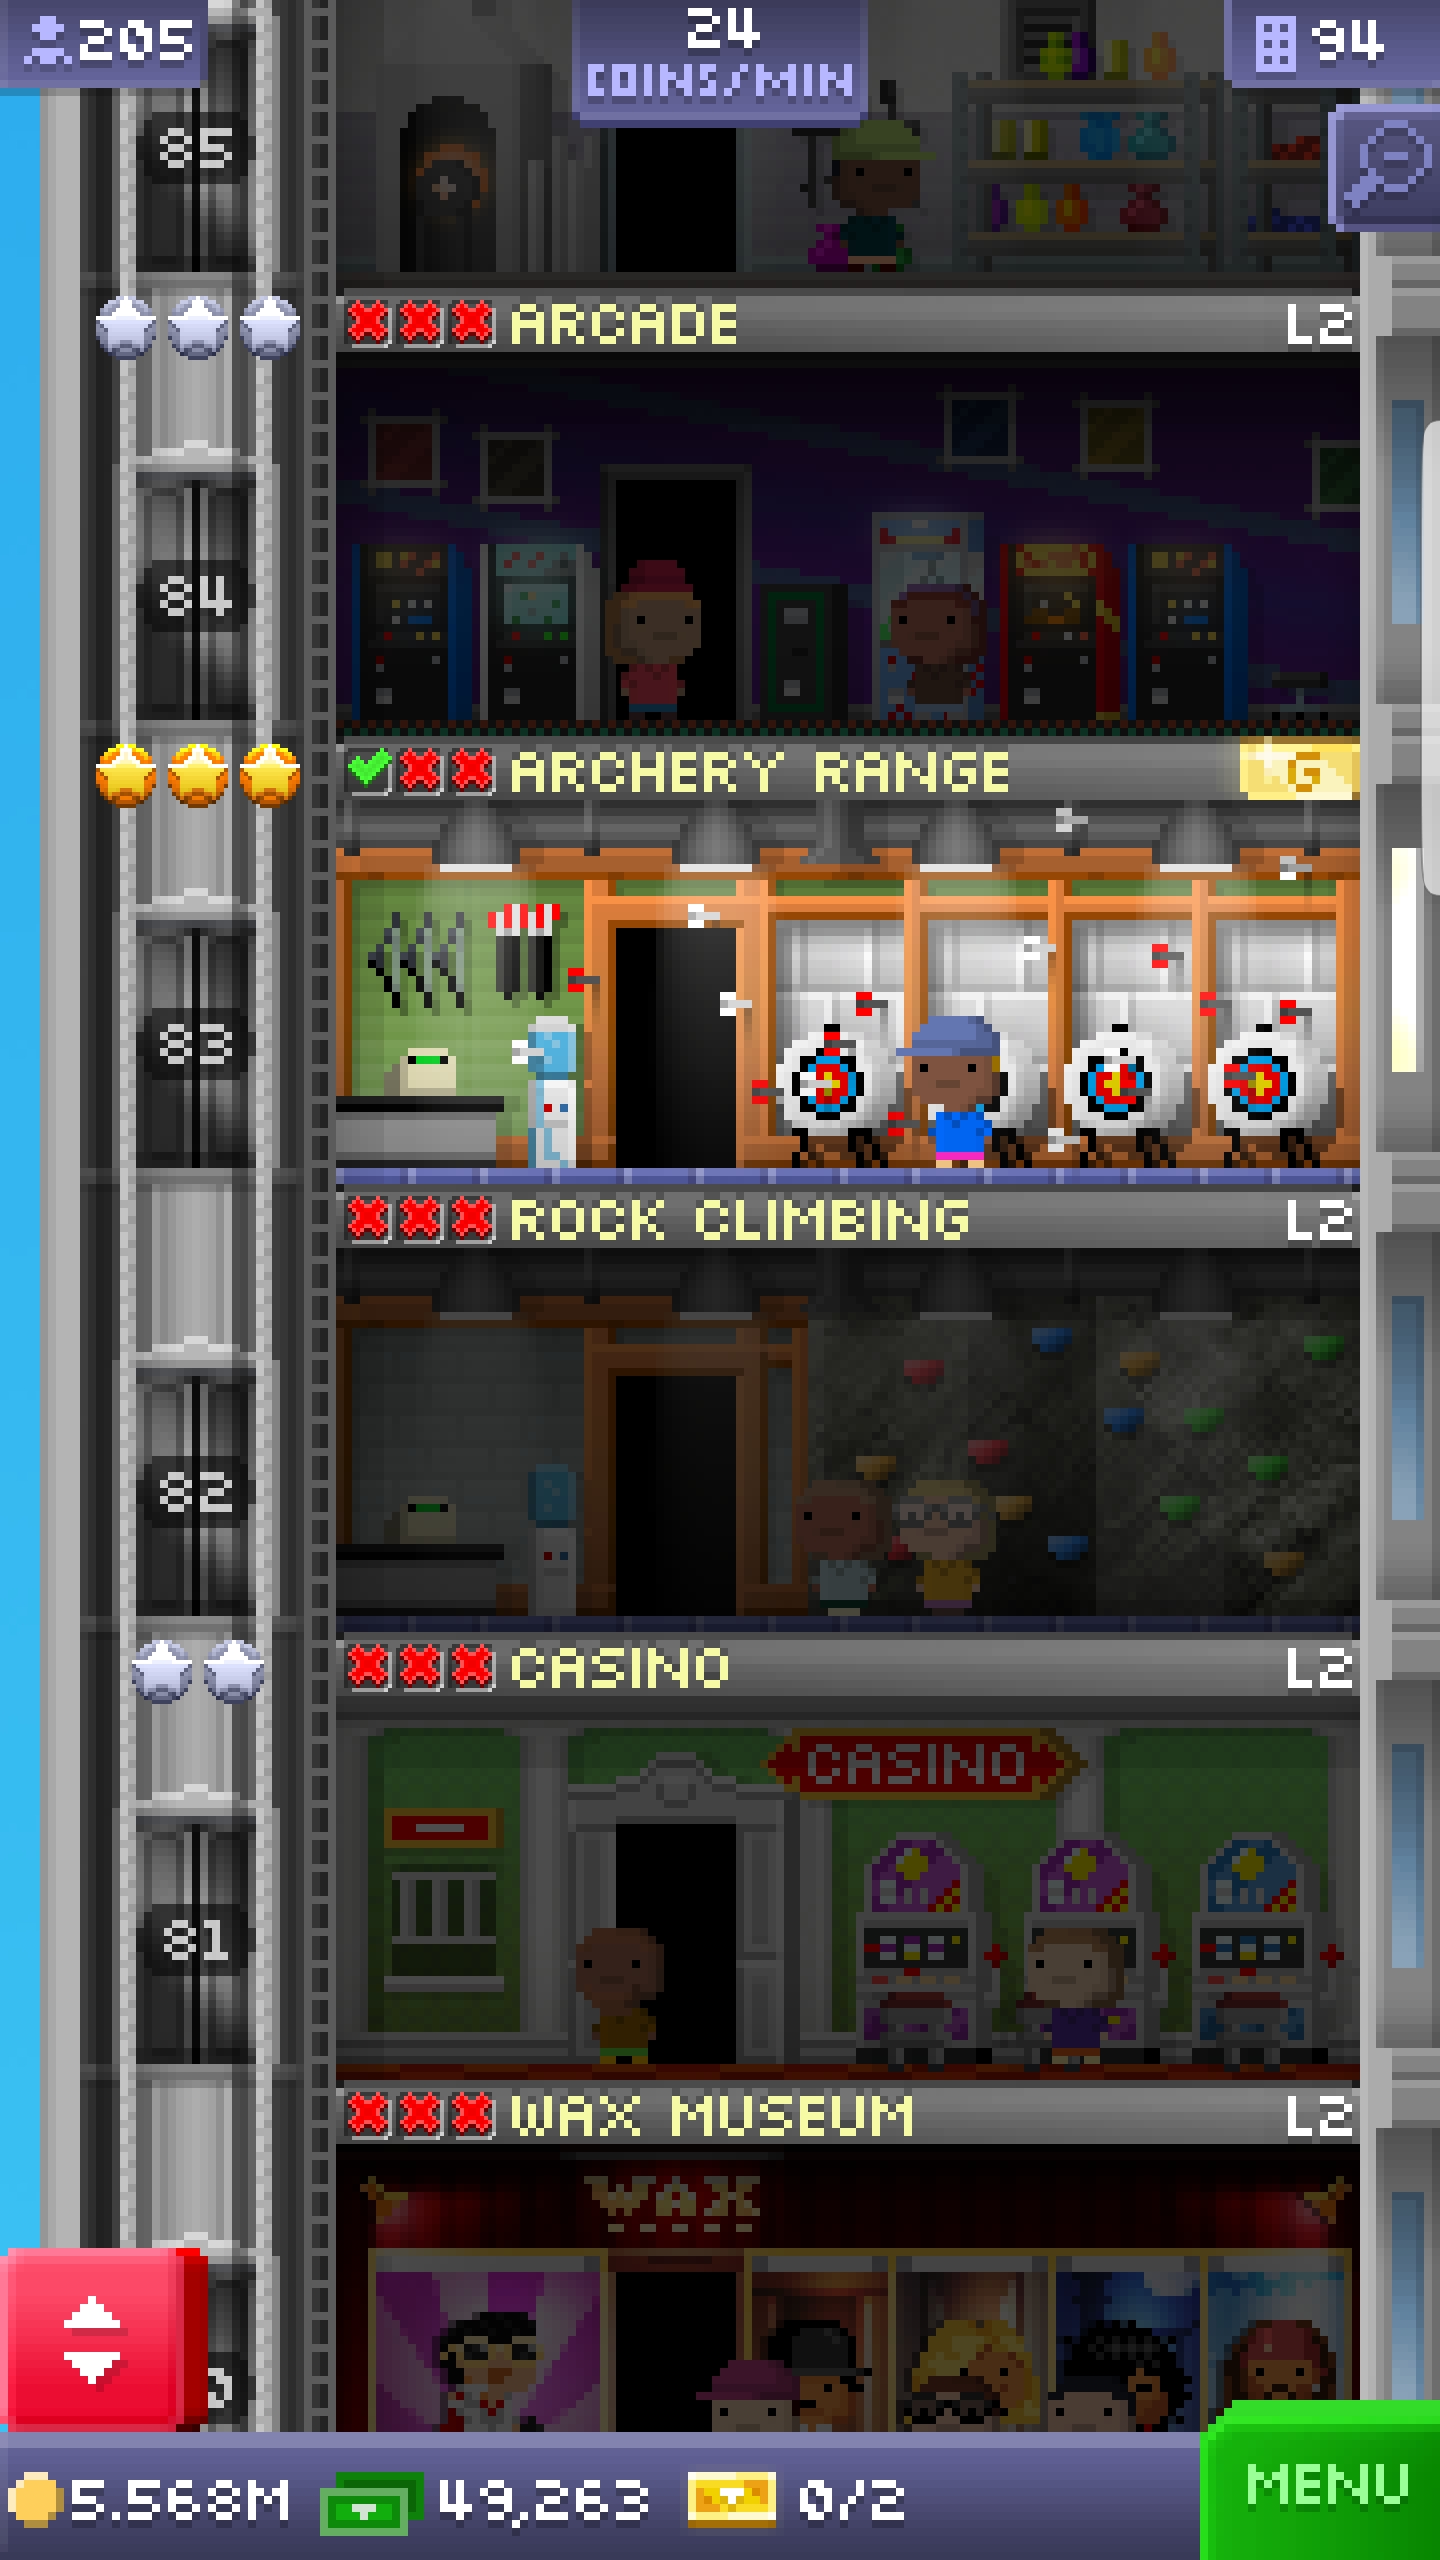 205
24
COINS/MIN
94
85
ARCADE L2
84
ARCHERY RANGE G
83
ROCK CLIMBING L2
82
CASINO L2
CASINO
81
WAX MUSEUM L2
WAX
5.568M 49,263 0/2
MENU